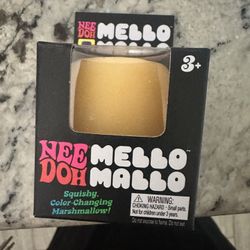 NEE MELLO
DOH MALLO
3+
NEE MELLO
DOH MALLO
Squishy,
Color-Changing
Marshmallow!
WARNING:
CHOKING HAZARD - Small parts.
Not for children under 3 years.